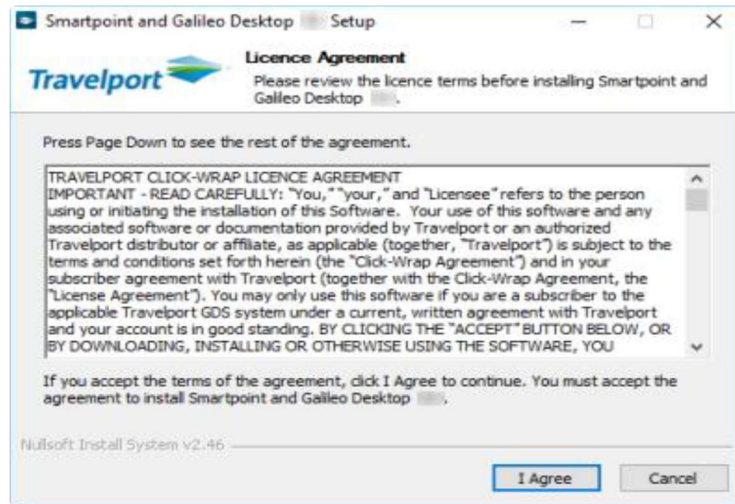 Smartpoint and Galileo Desktop Setup
Licence Agreement
Travelport
Please review the licence terms before installing Smartpoint and
Galileo Desktop .
Press Page Down to see the rest of the agreement.
TRAVELPORT CLICK-WRAP LICENCE AGREEMENT
IMPORTANT - READ CAREFULLY: "You," "your," and "Licensee" refers to the person
using or initiating the installation of this Software. Your use of this software and any
associated software or documentation provided by Travelport or an authorized
Travelport distributor or affiliate, as applicable (together, "Travelport") is subject to the
terms and conditions set forth herein (the "Click-Wrap Agreement") and in your
subscriber agreement with Travelport (together with the Click-Wrap Agreement, the
"License Agreement"). You may only use this software if you are a subscriber to the
applicable Travelport GDS system under a current, written agreement with Travelport
and your account is in good standing. BY CLICKING THE "ACCEPT" BUTTON BELOW, OR
BY DOWNLOADING, INSTALLING OR OTHERWISE USING THE SOFTWARE, YOU
If you accept the terms of the agreement, click I Agree to continue. You must accept the
agreement to install Smartpoint and Galileo Desktop .
Nullsoft Install System v2.46
I Agree
Cancel